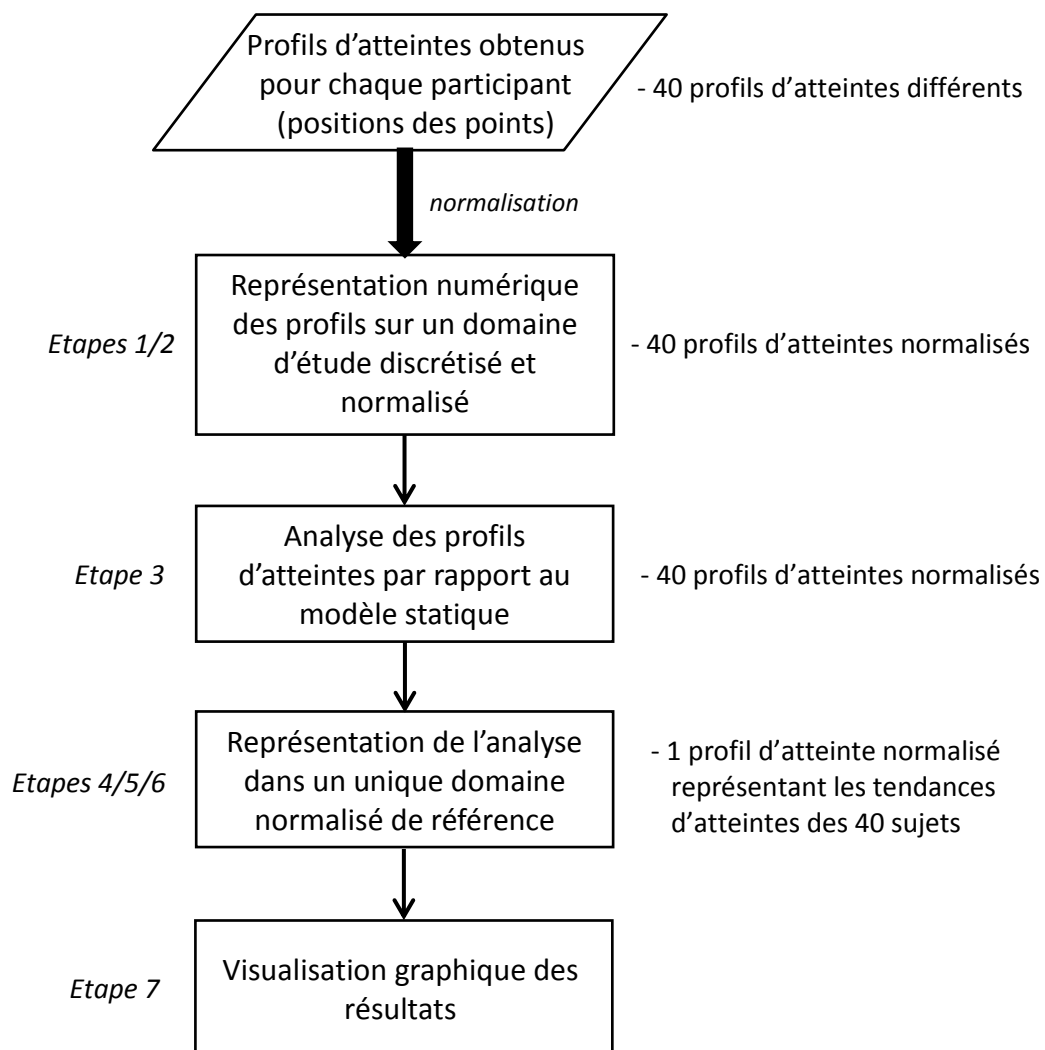 Profils d’atteintes obtenus
pour chaque participant
(positions des points)
- 40 profils d’atteintes différents
normalisation
Etapes 1/2
Représentation numérique
des profils sur un domaine
d’étude discrétisé et
normalisé
- 40 profils d’atteintes normalisés
Etape 3
Analyse des profils
d’atteintes par rapport au
modèle statique
- 40 profils d’atteintes normalisés
Etapes 4/5/6
Représentation de l’analyse
dans un unique domaine
normalisé de référence
- 1 profil d’atteinte normalisé
représentant les tendances
d’atteintes des 40 sujets
Etape 7
Visualisation graphique des
résultats